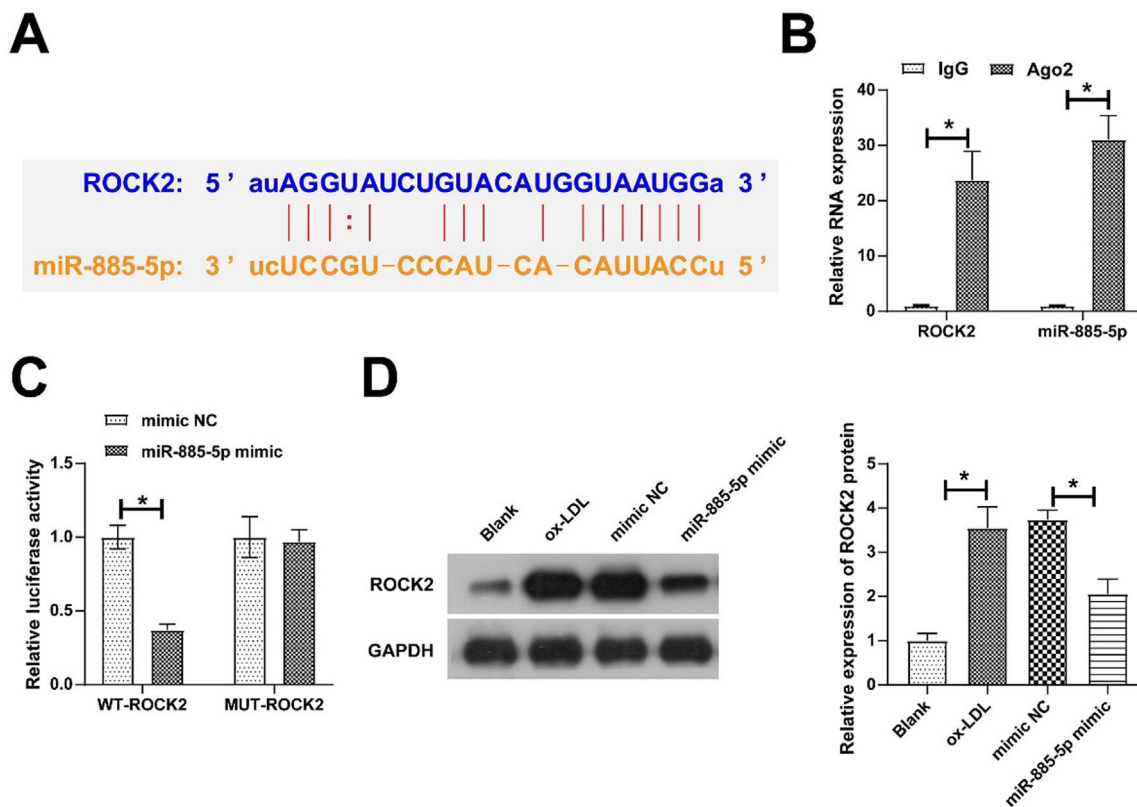 A
ROCK2: 5 ’ auAGGUAUCUGUACAUGGUAAUGGa 3 ’
miR-885-5p: 3 ’ ucUCCGU–CCCAU–CA–CAUUACCu 5 ’
B
IgG Ago2
Relative RNA expression
40
30
20
10
0
* *
ROCK2 miR-885-5p
C
mimic NC
miR-885-5p mimic
Relative luciferase activity
1.5
1.0
0.5
0.0
*
WT-ROCK2 MUT-ROCK2
D
Blank ox-LDL mimic NC miR-885-5p mimic
ROCK2
GAPDH
Relative expression of ROCK2 protein
5
4
3
2
1
0
* *
Blank ox-LDL mimic NC miR-885-5p mimic